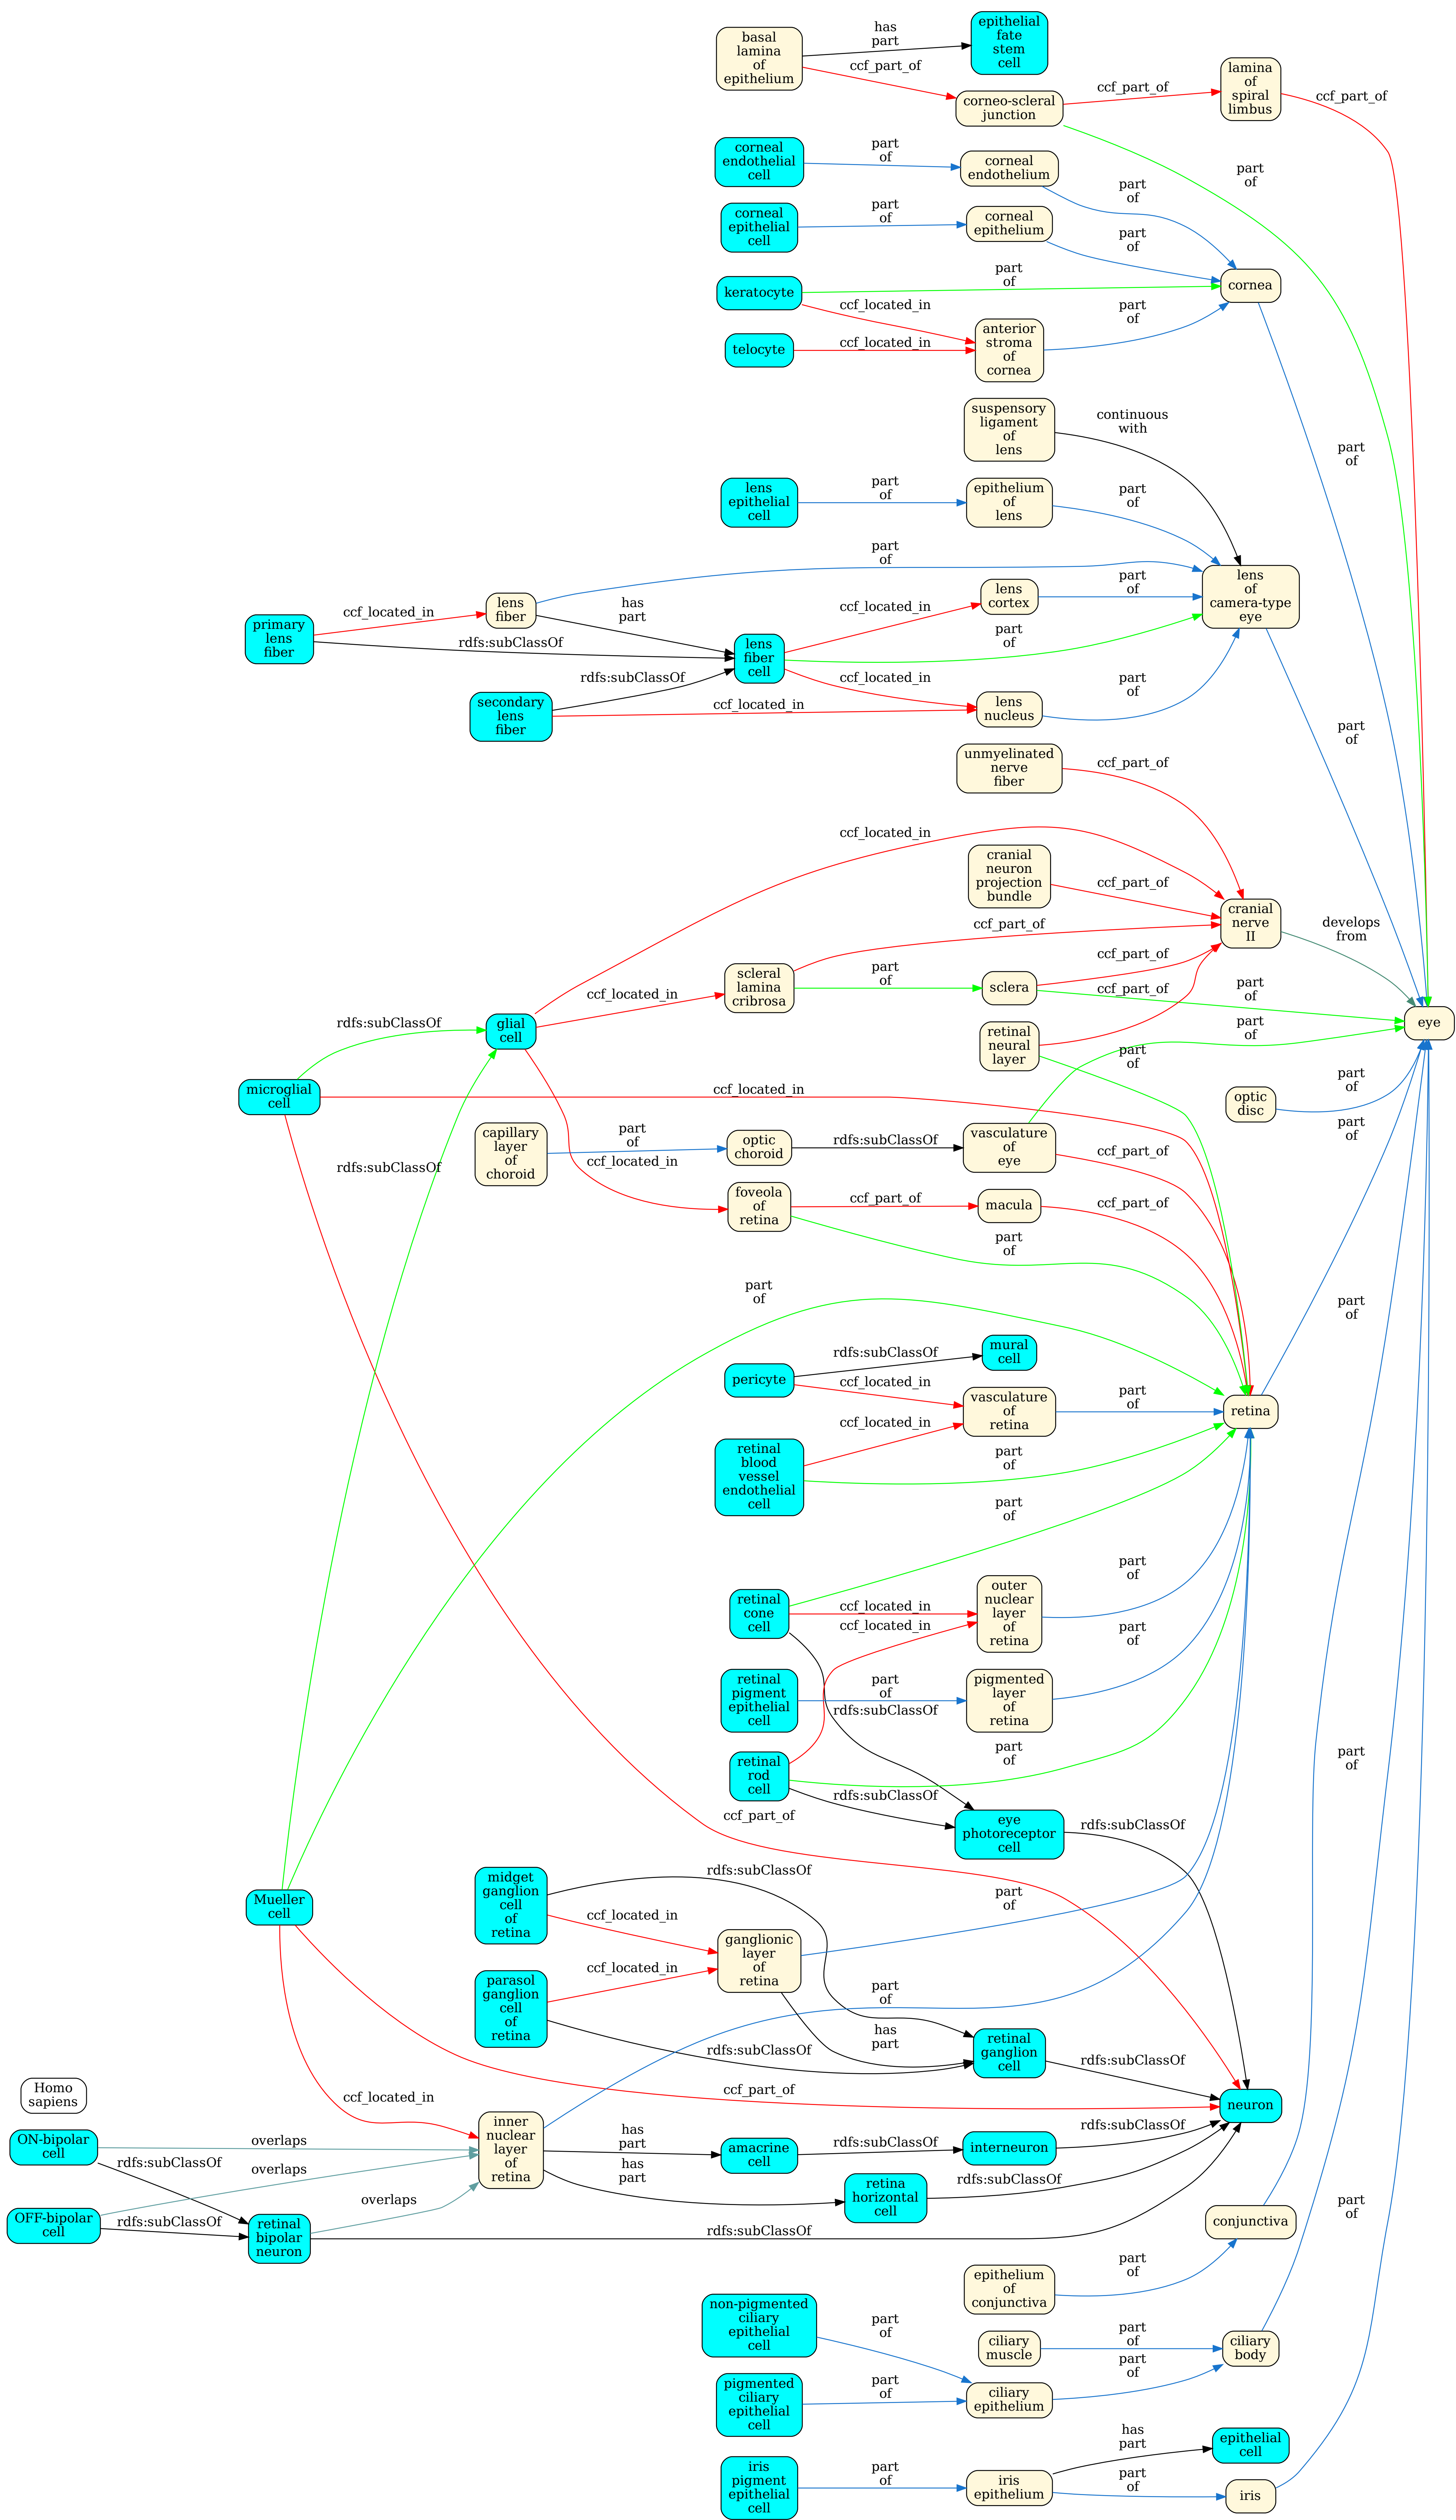 basal
lamina
of
epithelium
has
part
epithelial
fate
stem
cell
ccf_part_of
corneo-scleral
junction
ccf_part_of
lamina
of
spiral
limbus
ccf_part_of
part
of
corneal
endothelial
cell
part
of
corneal
endothelium
part
of
corneal
epithelial
cell
part
of
corneal
epithelium
part
of
keratocyte
part
of
ccf_located_in
cornea
telocyte
ccf_located_in
anterior
stroma
of
cornea
part
of
part
of
suspensory
ligament
of
lens
continuous
with
lens
epithelial
cell
part
of
epithelium
of
lens
part
of
part
of
lens
of
camera-type
eye
primary
lens
fiber
ccf_located_in
rdfs:subClassOf
lens
fiber
has
part
lens
fiber
cell
ccf_located_in
lens
cortex
part
of
part
of
secondary
lens
fiber
rdfs:subClassOf
ccf_located_in
ccf_located_in
lens
nucleus
part
of
part
of
unmyelinated
nerve
fiber
ccf_part_of
ccf_located_in
cranial
neuron
projection
bundle
ccf_part_of
cranial
nerve
II
develops
from
scleral
lamina
cribrosa
ccf_part_of
part
of
sclera
ccf_part_of
ccf_part_of
part
of
ccf_located_in
glial
cell
rdfs:subClassOf
retinal
neural
layer
part
of
part
of
eye
microglial
cell
ccf_located_in
optic
disc
part
of
part
of
capillary
layer
of
choroid
part
of
optic
choroid
rdfs:subClassOf
vasculature
of
eye
ccf_part_of
rdfs:subClassOf
ccf_located_in
foveola
of
retina
ccf_part_of
macula
ccf_part_of
part
of
part
of
part
of
pericyte
rdfs:subClassOf
mural
cell
ccf_located_in
vasculature
of
retina
part
of
retina
retinal
blood
vessel
endothelial
cell
ccf_located_in
part
of
part
of
retinal
cone
cell
ccf_located_in
ccf_located_in
outer
nuclear
layer
of
retina
part
of
retinal
pigment
epithelial
cell
part
of
rdfs:subClassOf
pigmented
layer
of
retina
part
of
retinal
rod
cell
part
of
rdfs:subClassOf
eye
photoreceptor
cell
rdfs:subClassOf
part
of
ccf_part_of
Mueller
cell
midget
ganglion
cell
of
retina
rdfs:subClassOf
ccf_located_in
ganglionic
layer
of
retina
part
of
parasol
ganglion
cell
of
retina
ccf_located_in
rdfs:subClassOf
part
of
has
part
retinal
ganglion
cell
rdfs:subClassOf
Homo
sapiens
ccf_located_in
ccf_part_of
neuron
ON-bipolar
cell
overlaps
rdfs:subClassOf
inner
nuclear
layer
of
retina
has
part
amacrine
cell
rdfs:subClassOf
interneuron
rdfs:subClassOf
OFF-bipolar
cell
overlaps
rdfs:subClassOf
retinal
bipolar
neuron
overlaps
has
part
retina
horizontal
cell
rdfs:subClassOf
rdfs:subClassOf
conjunctiva
part
of
epithelium
of
conjunctiva
part
of
non-pigmented
ciliary
epithelial
cell
part
of
ciliary
muscle
part
of
ciliary
body
pigmented
ciliary
epithelial
cell
part
of
ciliary
epithelium
part
of
iris
pigment
epithelial
cell
part
of
iris
epithelium
has
part
epithelial
cell
part
of
iris